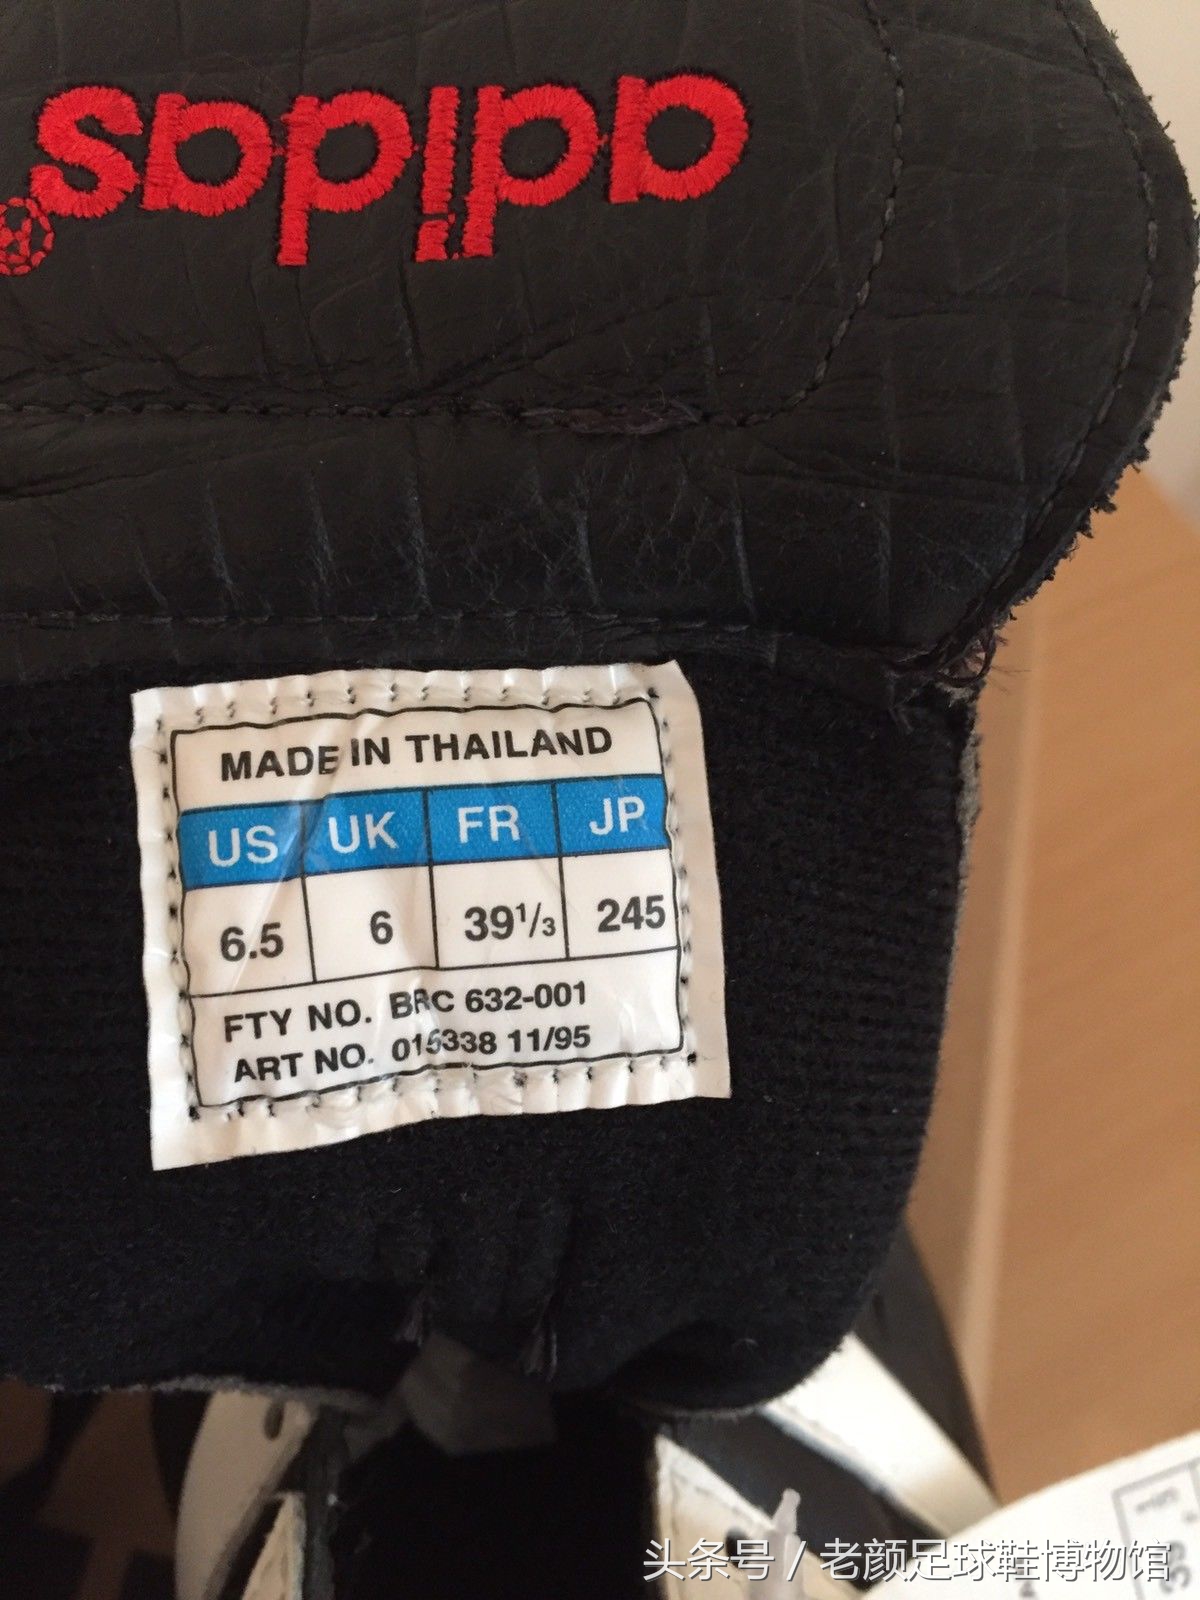 adidas
MADE IN THAILAND
US UK FR JP
6.5 6 39 1/3 245
FTY NO. BRC 632-001
ART NO. 015338 11/95
头条号 / 老颜足球鞋博物馆